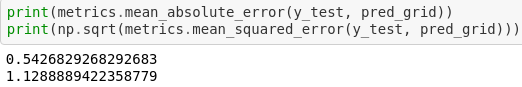 print(metrics.mean_absolute_error(y_test, pred_grid))
print(np.sqrt(metrics.mean_squared_error(y_test, pred_grid)))
0.5426829268292683
1.1288889422358779